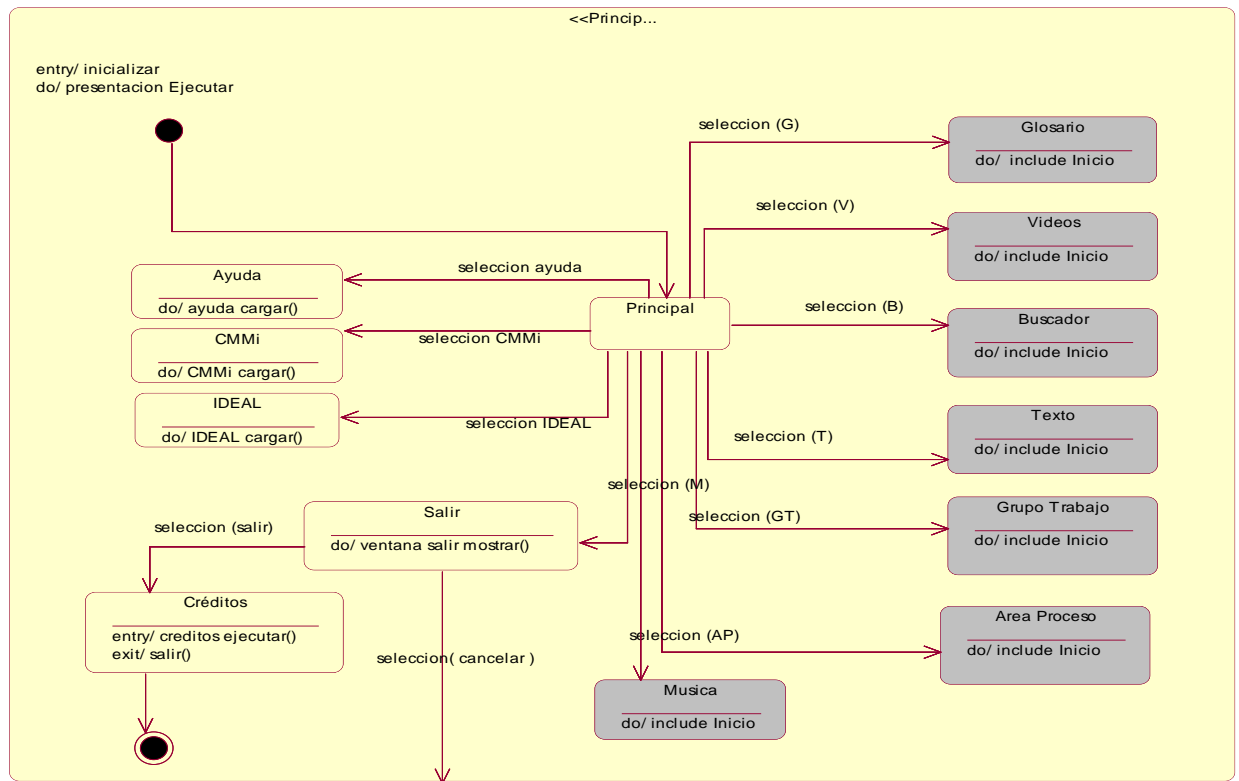 <<Princip...
entry/ inicializar
do/ presentacion Ejecutar
seleccion (G)
Glosario
do/ include Inicio
seleccion (V)
Videos
do/ include Inicio
seleccion ayuda
Ayuda
do/ ayuda cargar()
Principal
seleccion (B)
Buscador
do/ include Inicio
seleccion CMMi
CMMi
do/ CMMi cargar()
seleccion IDEAL
IDEAL
do/ IDEAL cargar()
seleccion (T)
Texto
do/ include Inicio
seleccion (M)
seleccion (GT)
Grupo Trabajo
do/ include Inicio
Salir
do/ ventana salir mostrar()
seleccion (salir)
Créditos
entry/ creditos ejecutar()
exit/ salir()
seleccion( cancelar )
seleccion (AP)
Area Proceso
do/ include Inicio
Musica
do/ include Inicio